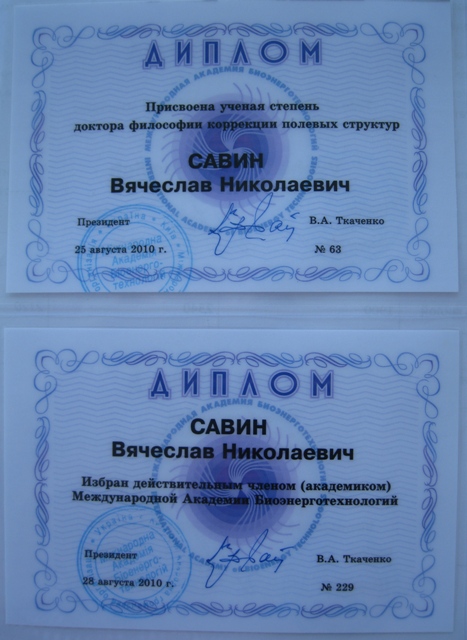 ДИПЛОМ
Присвоена ученая степень
доктора философии коррекции полевых структур
САВИН
Вячеслав Николаевич
Президент
В.А. Ткаченко
25 августа 2010 г.
№ 63
ДИПЛОМ
САВИН
Вячеслав Николаевич
Избран действительным членом (академиком)
Международной Академии Биоэнерготехнологий
Президент
В.А. Ткаченко
28 августа 2010 г.
№ 229